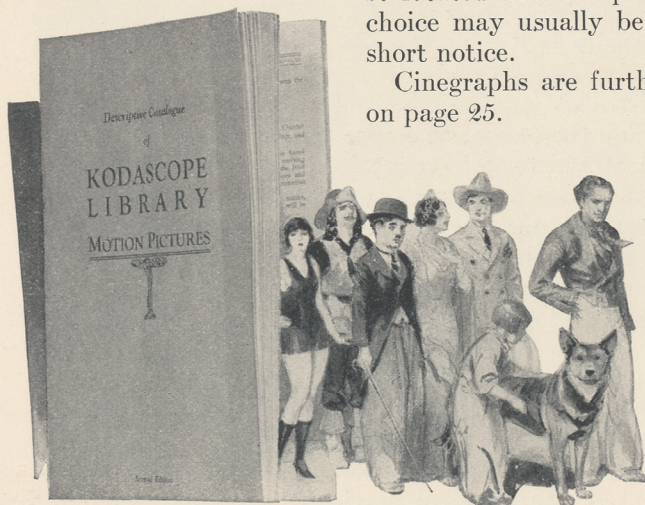 choice may usually be
short notice.
Cinegraphs are furth
on page 25.
Descriptive Catalogue
of
KODASCOPE
LIBRARY
MOTION PICTURES